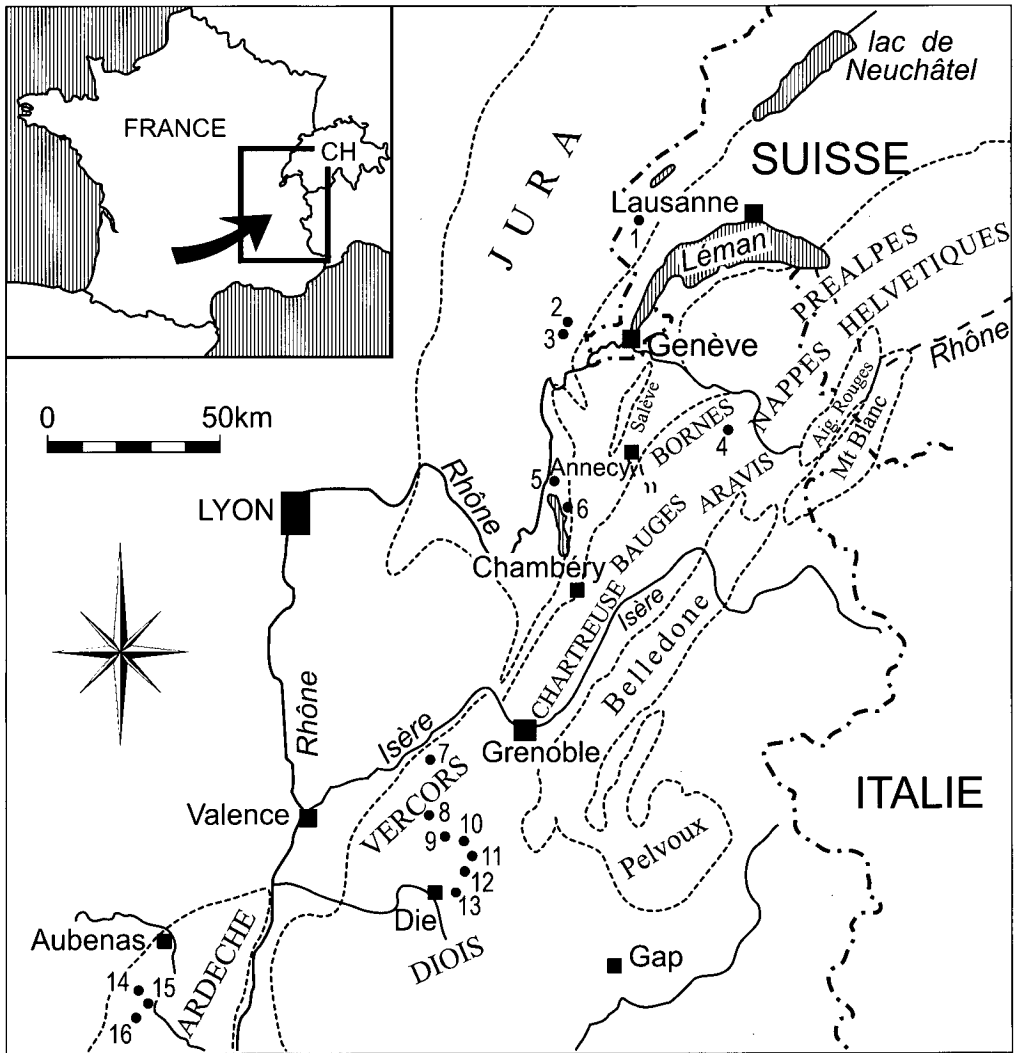 FRANCE
CH
lac de
Neuchâtel
JURA
SUISSE
Lausanne
1
Léman
PREALPES
NAPPES HELVETIQUES
2
3
Genève
Rhône
0
50km
Salève
BORNES
4
Aig. Rouges
Mt Blanc
Annecy
ARAVIS
5
6
Rhône
LYON
BAUGES
Chambéry
CHARTREUSE
Isère
Belledone
Rhône
Isère
Grenoble
7
ITALIE
Valence
VERCORS
8
9
10
11
12
13
Pelvoux
Die
DIOIS
Aubenas
ARDECHE
Gap
14
15
16